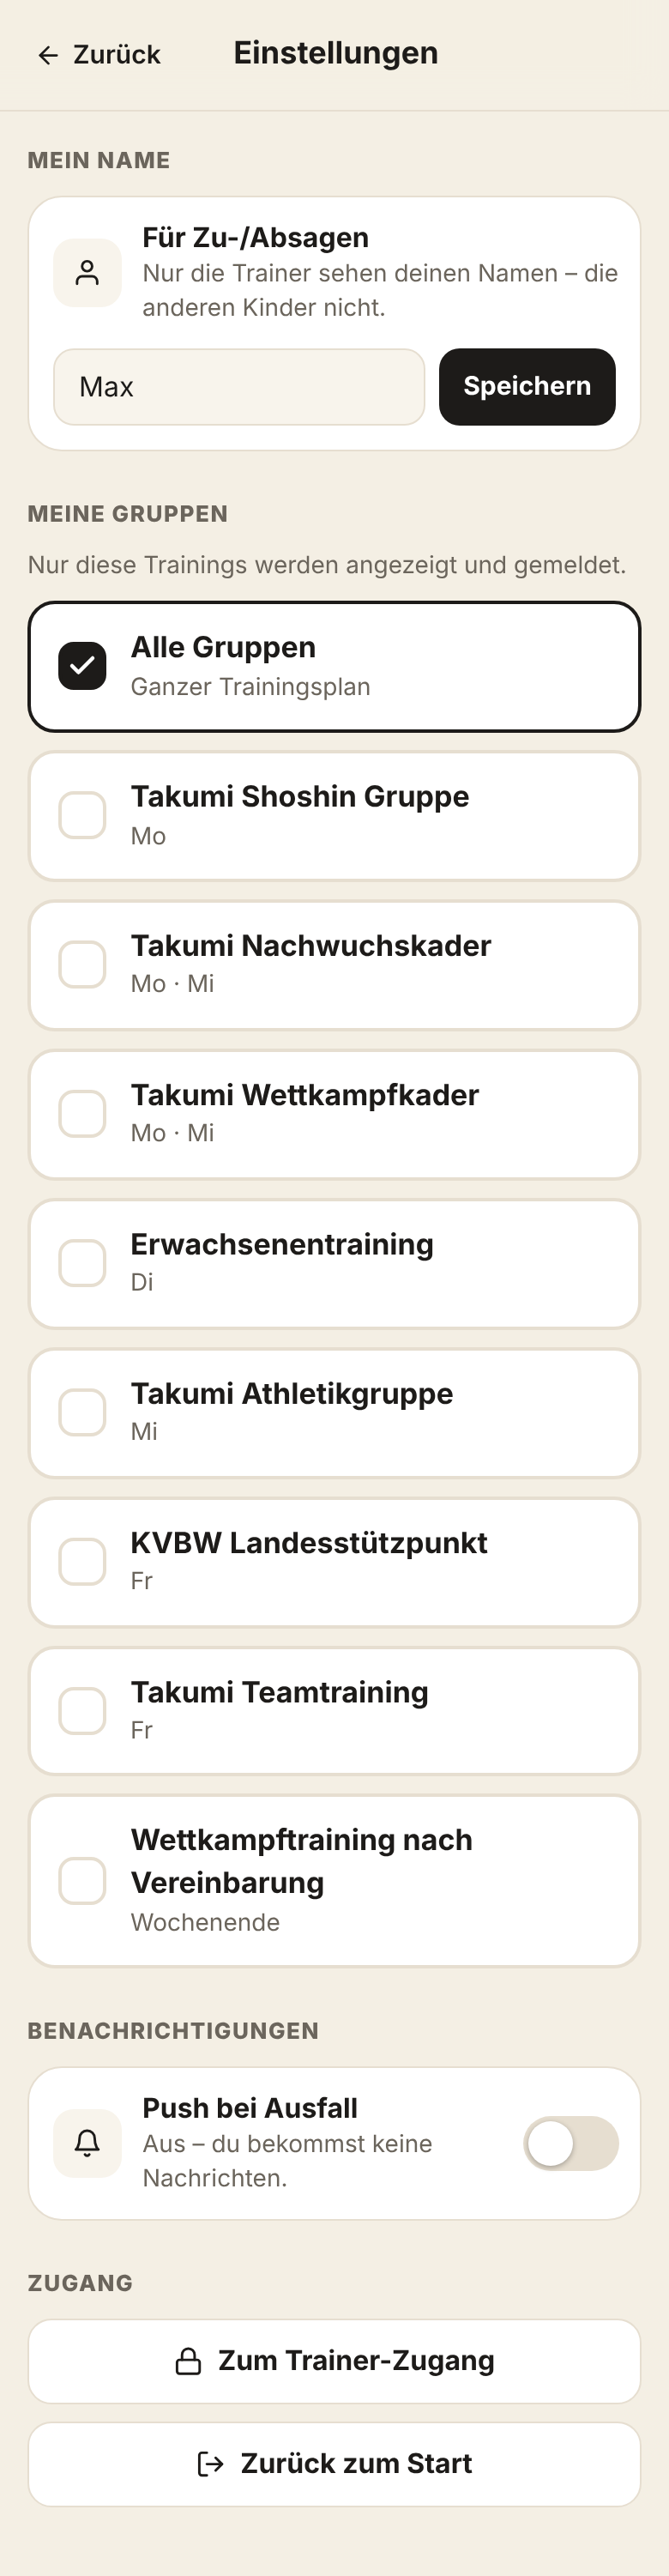 Zurück
Einstellungen
MEIN NAME
Für Zu-/Absagen
Nur die Trainer sehen deinen Namen – die
anderen Kinder nicht.
Max
Speichern
MEINE GRUPPEN
Nur diese Trainings werden angezeigt und gemeldet.
Alle Gruppen
Ganzer Trainingsplan
Takumi Shoshin Gruppe
Mo
Takumi Nachwuchskader
Mo · Mi
Takumi Wettkampfkader
Mo · Mi
Erwachsenentraining
Di
Takumi Athletikgruppe
Mi
KVBW Landesstützpunkt
Fr
Takumi Teamtraining
Fr
Wettkampftraining nach
Vereinbarung
Wochenende
BENACHRICHTIGUNGEN
Push bei Ausfall
Aus – du bekommst keine
Nachrichten.
ZUGANG
Zum Trainer-Zugang
Zurück zum Start